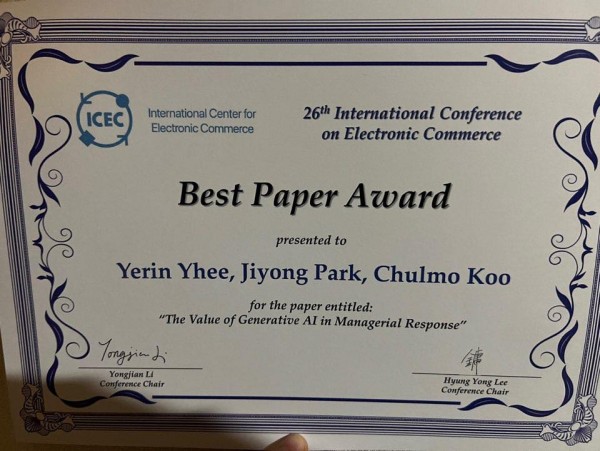 ICEC
International Center for
Electronic Commerce
26th International Conference
on Electronic Commerce
Best Paper Award
presented to
Yerin Yhee, Jiyong Park, Chulmo Koo
for the paper entitled:
"The Value of Generative AI in Managerial Response"
Yongjian Li
Yongjian Li
Conference Chair
Hyung Yong Lee
Conference Chair